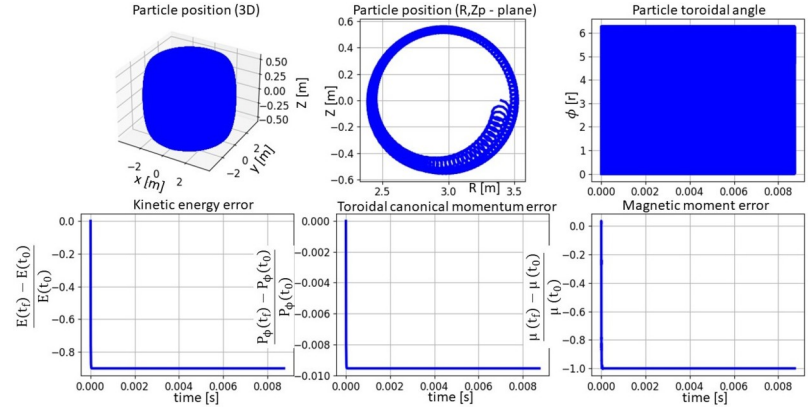 Particle position (3D)
0.50
0.25
0.00
−0.25
−0.50
Z [m]
−2
0
2
x [m]
−2
0
2
y [m]
Particle position (R,Zp - plane)
0.6
0.4
0.2
0.0
−0.2
−0.4
−0.6
Z [m]
2.5
3.0
3.5
R [m]
Particle toroidal angle
6
5
4
3
2
1
0
ϕ [r]
0.000 0.002 0.004 0.006 0.008
Kinetic energy error
0.0
−0.2
−0.4
−0.6
−0.8
E(t_f) − E(t_0)
E(t_0)
0.000 0.002 0.004 0.006 0.008
time [s]
Toroidal canonical momentum error
0.000
−0.002
−0.004
−0.006
−0.008
−0.010
P_ϕ(t_f) − P_ϕ(t_0)
P_ϕ(t_0)
0.000 0.002 0.004 0.006 0.008
time [s]
Magnetic moment error
0.0
−0.2
−0.4
−0.6
−0.8
−1.0
μ (t_f) − μ (t_0)
μ (t_0)
0.000 0.002 0.004 0.006 0.008
time [s]